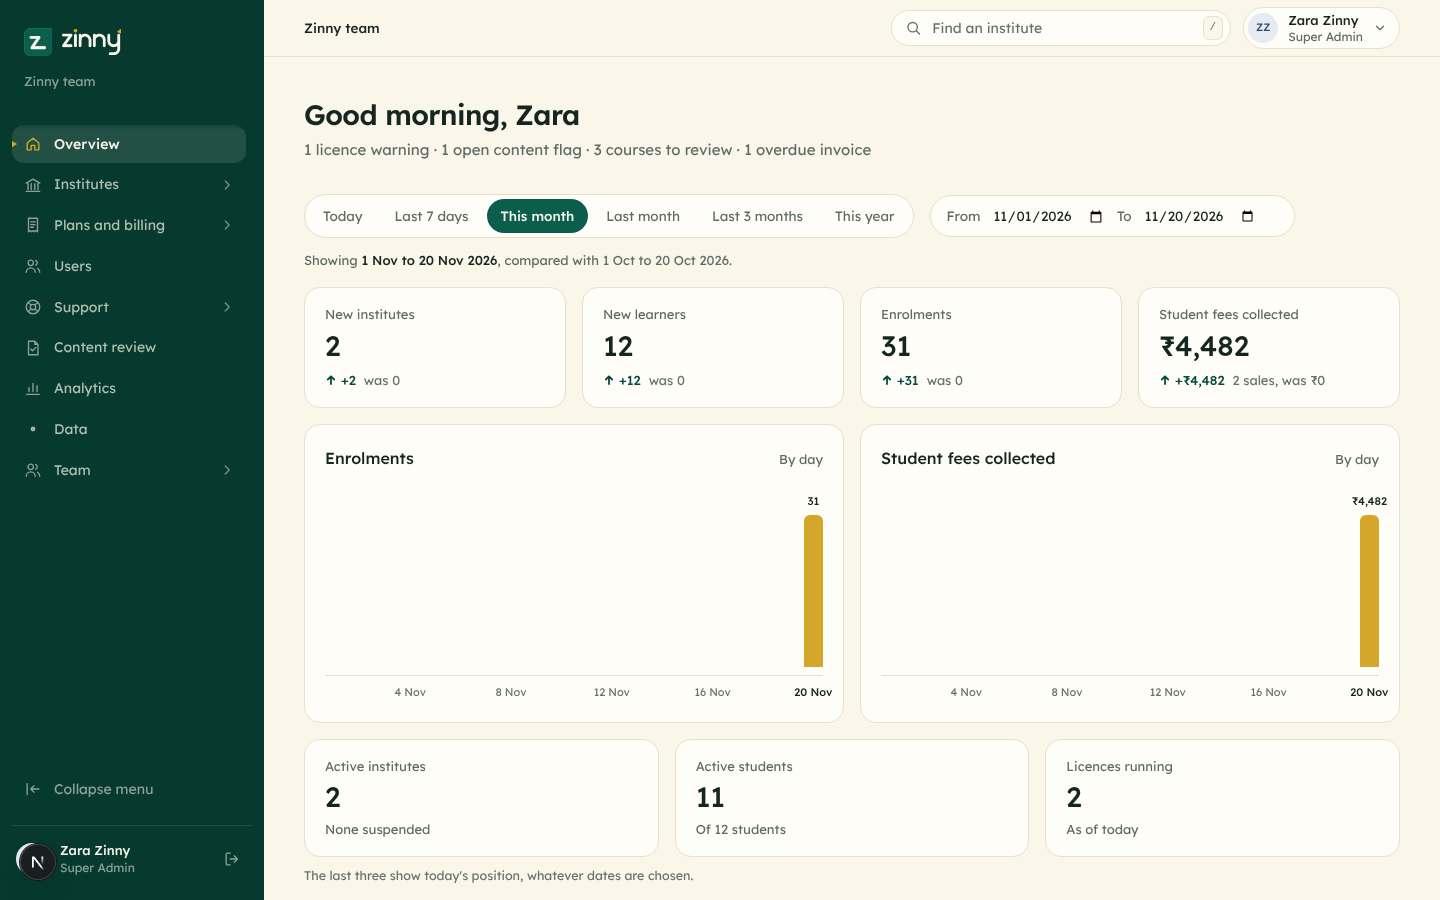 zinny
Zinny team
Overview
Institutes
Plans and billing
Users
Support
Content review
Analytics
Data
Team
Collapse menu
N
Zara Zinny
Super Admin
Zinny team
Find an institute
/
ZZ
Zara Zinny
Super Admin
Good morning, Zara
1 licence warning · 1 open content flag · 3 courses to review · 1 overdue invoice
Today Last 7 days This month Last month Last 3 months This year From 11/01/2026 To 11/20/2026
Showing 1 Nov to 20 Nov 2026, compared with 1 Oct to 20 Oct 2026.
New institutes
2
↑ +2 was 0
New learners
12
↑ +12 was 0
Enrolments
31
↑ +31 was 0
Student fees collected
₹4,482
↑ +₹4,482 2 sales, was ₹0
Enrolments By day
31
4 Nov 8 Nov 12 Nov 16 Nov 20 Nov
Student fees collected By day
₹4,482
4 Nov 8 Nov 12 Nov 16 Nov 20 Nov
Active institutes
2
None suspended
Active students
11
Of 12 students
Licences running
2
As of today
The last three show today's position, whatever dates are chosen.